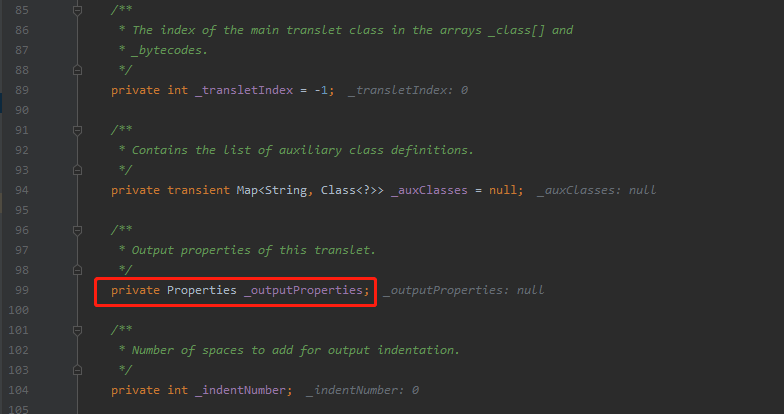 85 /**
86 * The index of the main translet class in the arrays _class[] and
87 * _bytecodes.
88 */
89 private int _transletIndex = -1; _transletIndex: 0
90
91 /**
92 * Contains the list of auxiliary class definitions.
93 */
94 private transient Map<String, Class<?>> _auxClasses = null; _auxClasses: null
95
96 /**
97 * Output properties of this translet.
98 */
99 private Properties _outputProperties; _outputProperties: null
100
101 /**
102 * Number of spaces to add for output indentation.
103 */
104 private int _indentNumber; _indentNumber: 0
105